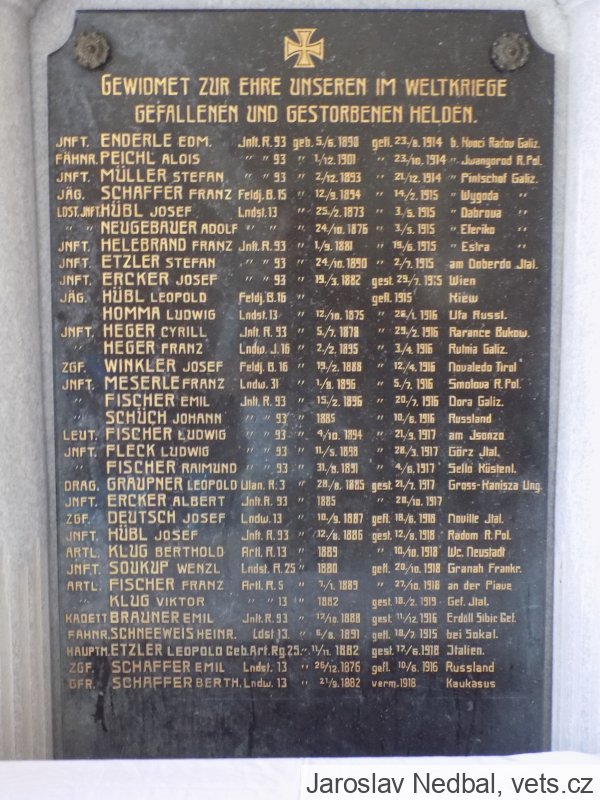 GEWIDMET ZUR EHRE UNSEREN IM WELTKRIEGE
GEFALLENEN UND GESTORBENEN HELDEN.
JNFT. ENDERLE EDM. Jnft.R. 93 geb. 5/6. 1890 gefl. 23/8. 1914 b. Hnoci Radow Galiz.
FÄHNR. PEICHL ALOIS " " 93 " 1/12. 1901 " 23/10. 1914 " Jwangorod R.Pol.
JNFT. MÜLLER STEFAN " " 93 " 2/12. 1893 " 21/12. 1914 " Galiz.
JÄG. SCHAFFER FRANZ Feldj.B. 15 " 12/9. 1894 " 14/2. 1915 " Wygoda "
LDST.JNFT. HÜBL JOSEF Lndst.13 " 25/2. 1873 " 3/5. 1915 " Dabrova "
" " NEUGEBAUER ADOLF " " " 24/10. 1876 " 3/5. 1915 " Eleriko "
JNFT. HELEBRAND FRANZ Jnft.R. 93 " 1/9. 1881 " 19/6. 1915 " Estra "
JNFT. ETZLER STEFAN " " 93 " 24/10. 1890 " 2/7. 1915 am Doberdo Jtal.
JNFT. ERCKER JOSEF " " 93 " 19/3. 1882 gest. 29/7. 1915 Wien
JÄG. HÜBL LEOPOLD Feldj.B. 16 " gefl. 1915 Kiew
HOMMA LUDWIG Lndst.13 " 12/10. 1875 " 1916 Ufa Russl.
JNFT. HEGER CYRILL Jnft.R. 93 " 5/7. 1878 " 29/2. 1916 Rarance Bukow.
" HEGER FRANZ Lndw.J.16 " 2/2. 1895 " 3/4. 1916 Galiz.
ZGF. WINKLER JOSEF Feldj.B. 16 " 19/2. 1888 " 12/4. 1916 Novaledo Tirol
JNFT. MESERLE FRANZ Lndw. 31 " 1/8. 1896 " 5/7. 1916 Smolova R.Pol.
" FISCHER EMIL Jnft.R. 93 " 15/2. 1896 " 20/7. 1916 Dora Galiz.
" SCHÜCH JOHANN " " 93 " 1885 " 10/6. 1916 Russland
LEUT. FISCHER LUDWIG " " 93 " 4/10. 1894 " 21/9. 1917 am Jsonzo
JNFT. FLECK LUDWIG " " 93 " 11/5. 1898 " 28/3. 1917 Görz Jtal.
" FISCHER RAIMUND " " 93 " 31/8. 1891 " 4/6. 1917 Sello Küstenl.
DRAG. GRAUPNER LEOPOLD Ulan.R. 3 " 28/8. 1885 gest. 21/7. 1917 Gross-Kanisza Ung.
JNFT. ERCKER ALBERT Jnft.R. 93 " 1885 " 28/10. 1917
ZGF. DEUTSCH JOSEF Lndw.13 " 10/9. 1887 gefl. 18/6. 1918 Noville Jtal.
JNFT. HÜBL JOSEF Jnft.R. 93 " 12/8. 1886 gest. 12/8. 1918 Radom R.Pol.
ARTL. KLUG BERTHOLD Artl.R. 13 " 1889 " 10/10. 1918 Wr. Neustadt
JNFT. SOUKUP WENZL Lndst.R. 25 " 1880 gefl. 20/10. 1918 Granah Frankr.
ARTL. FISCHER FRANZ Artl.R. 5 " 7/1. 1889 " 27/10. 1918 an der Piave
" KLUG VIKTOR " " 13 " 1882 gest. 18/2. 1919 Gef. Jtal.
KADETT BRAUNER EMIL Jnft.R. 93 " 12/10. 1888 gest. 11/12. 1916 Erdöll Sibir.Gef.
FÄHNR. SCHNEEWEIS HEINR. Ldst 13. " 6/8. 1891 gefl. 18/7. 1915 bei Sokal.
HAUPTM. ETZLER LEOPOLD Geb.Art.Rg.25. " 11/11. 1882 gest. 17/6. 1918 Jtalien.
ZGF. SCHAFFER EMIL Lndst. 13 " 26/12. 1876 gefl. 10/6. 1916 Russland
GFR. SCHAFFER BERTH. Lndw. 13 " 21/9. 1882 verm. 1918 Kaukasus
Jaroslav Nedbal, vets.cz